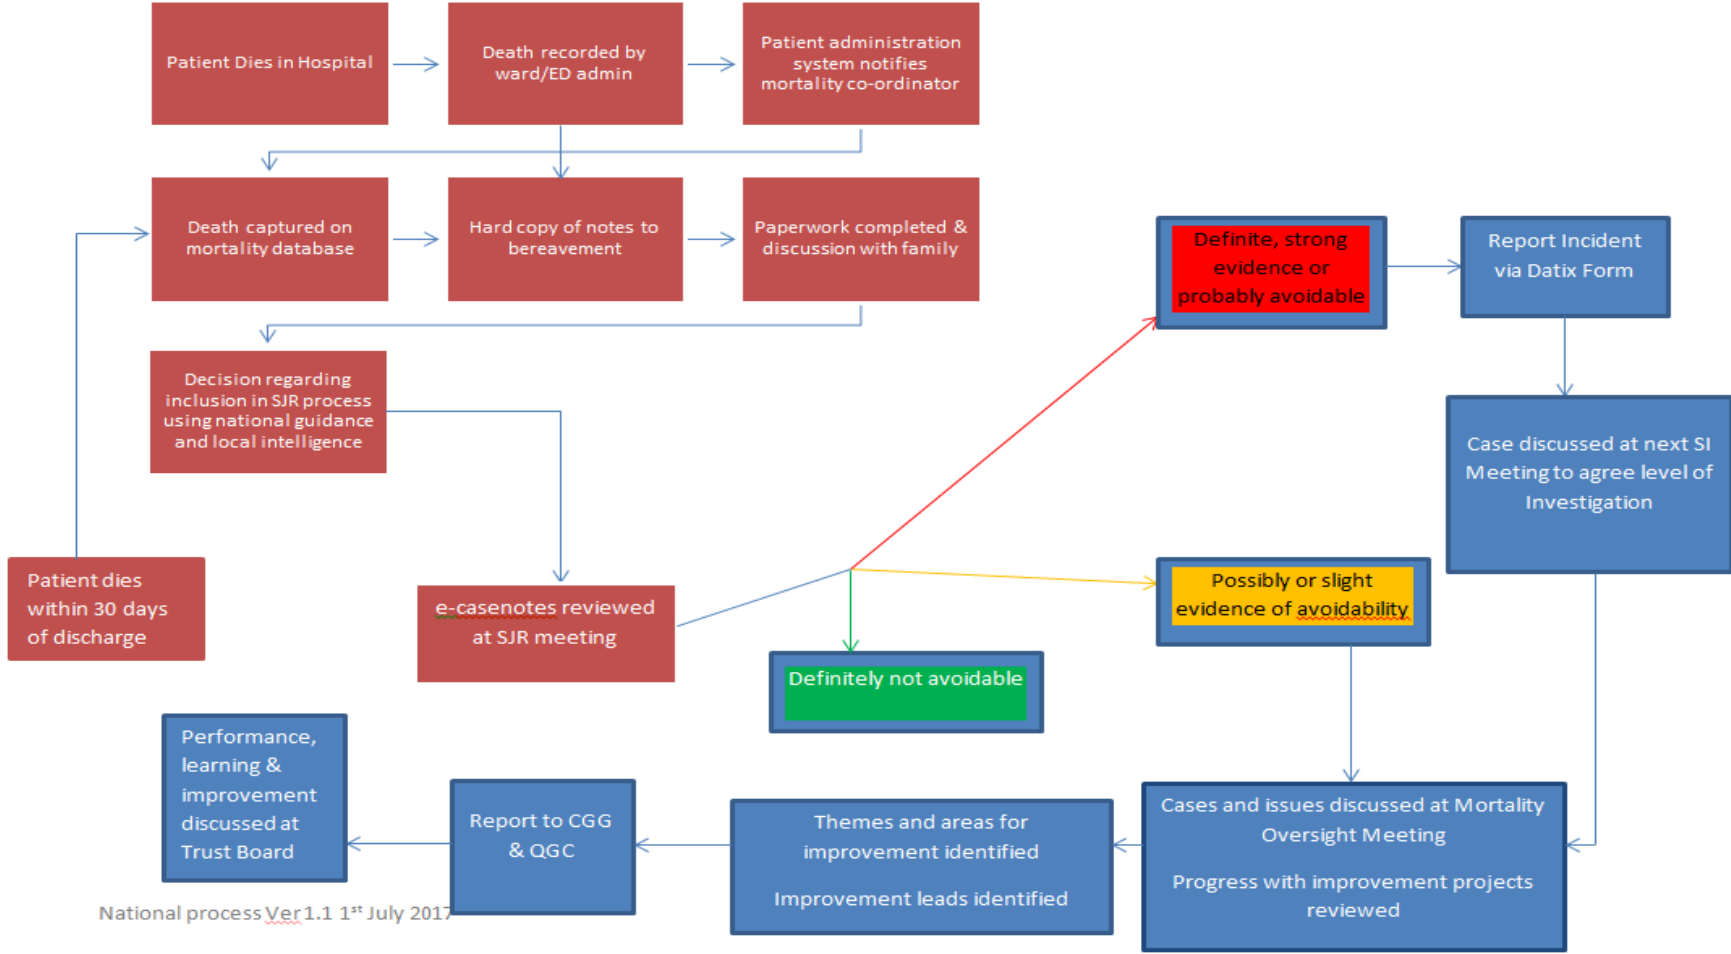 Patient Dies in Hospital
Death recorded by
ward/ED admin
Patient administration
system notifies
mortality co-ordinator
Death captured on
mortality database
Hard copy of notes to
bereavement
Paperwork completed &
discussion with family
Definite, strong
evidence or
probably avoidable
Report Incident
via Datix Form
Decision regarding
inclusion in SJR process
using national guidance
and local intelligence
Case discussed at next SI
Meeting to agree level of
Investigation
Patient dies
within 30 days
of discharge
e-casenotes reviewed
at SJR meeting
Possibly or slight
evidence of avoidability
Definitely not avoidable
Performance,
learning &
improvement
discussed at
Trust Board
Report to CGG
& QGC
Themes and areas for
improvement identified
Improvement leads identified
Cases and issues discussed at Mortality
Oversight Meeting
Progress with improvement projects
reviewed
National process Ver1.1 1st July 2017